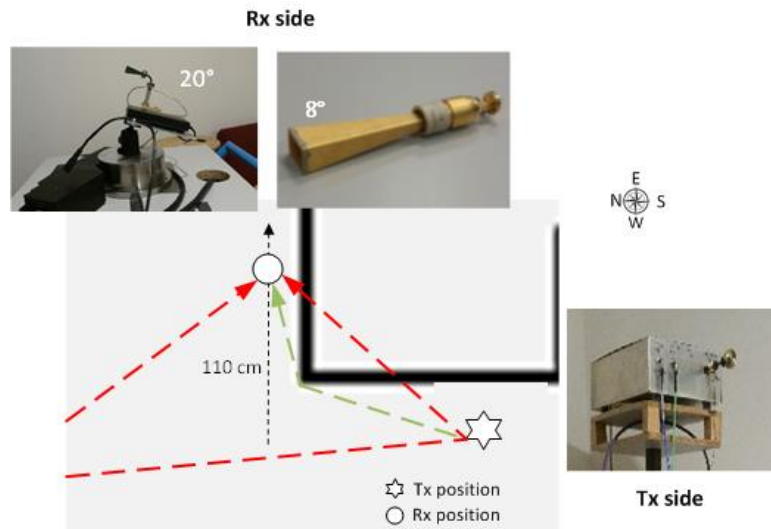 Rx side
20°
8°
E
N S
W
110 cm
Tx position
Rx position
Tx side